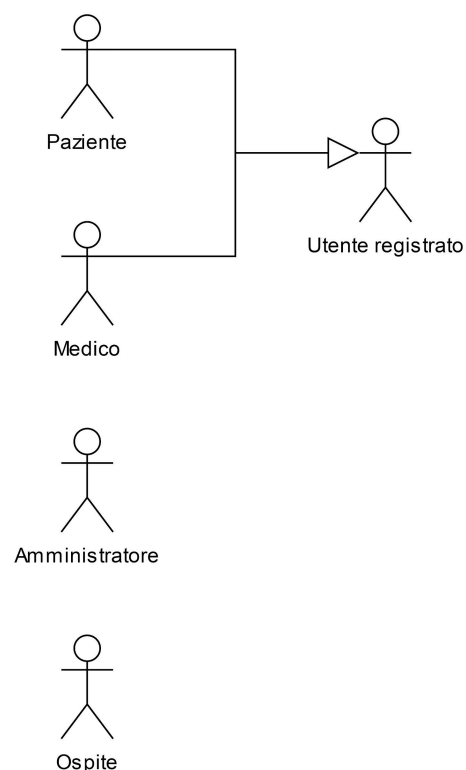 Paziente
Utente registrato
Medico
Amministratore
Ospite